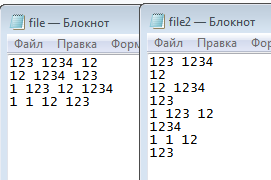 file — Блокнот
Файл Правка Форм
123 1234 12
12 1234 123
1 123 12 1234
1 1 12 123
file2 — Блокнот
Файл Правка Фор
123 1234
12
12 1234
123
1 123 12
1234
1 1 12
123